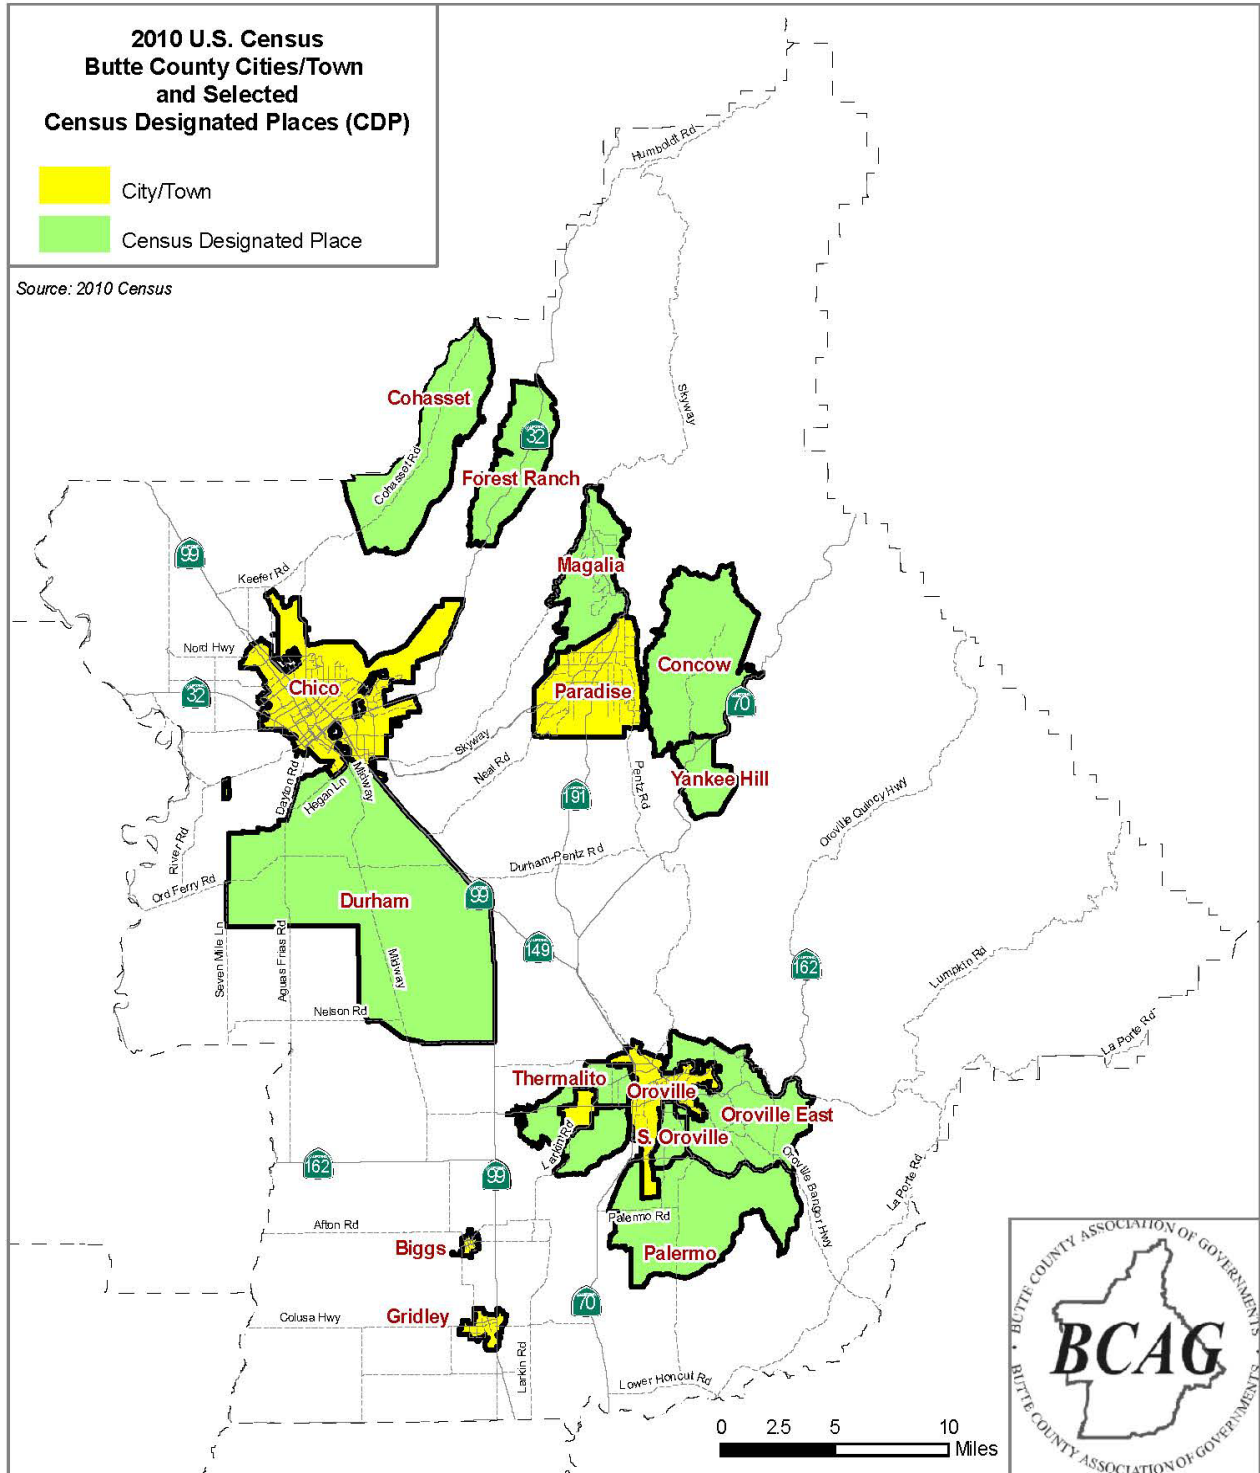 2010 U.S. Census
Butte County Cities/Town
and Selected
Census Designated Places (CDP)
City/Town
Census Designated Place
Source: 2010 Census
Humboldt Rd
Skyway
Cohasset
Cohasset Rd
32
Forest Ranch
99
Keefer Rd
Magalia
Nord Hwy
Concow
32
Chico
Paradise
70
Skyway
Neal Rd
Yankee Hill
Dayton Rd
Hegan Ln
Midway
191
Pentz Rd
Oroville Quincy Hwy
River Rd
Durham-Pentz Rd
Ord Ferry Rd
99
Durham
149
Seven Mile Ln
Aguas Frias Rd
Midway
162
Lumpkin Rd
Nelson Rd
La Porte Rd
Thermalito
Oroville
Oroville East
Larkin Rd
S. Oroville
162
99
Oroville Bangor Hwy
La Porte Rd
Afton Rd
Palermo Rd
Biggs
Palermo
Colusa Hwy
Gridley
70
Larkin Rd
Lower Honcut Rd
0 2.5 5 10
Miles
BUTTE COUNTY ASSOCIATION OF GOVERNMENTS
BCAG
BUTTE COUNTY ASSOCIATION OF GOVERNMENTS